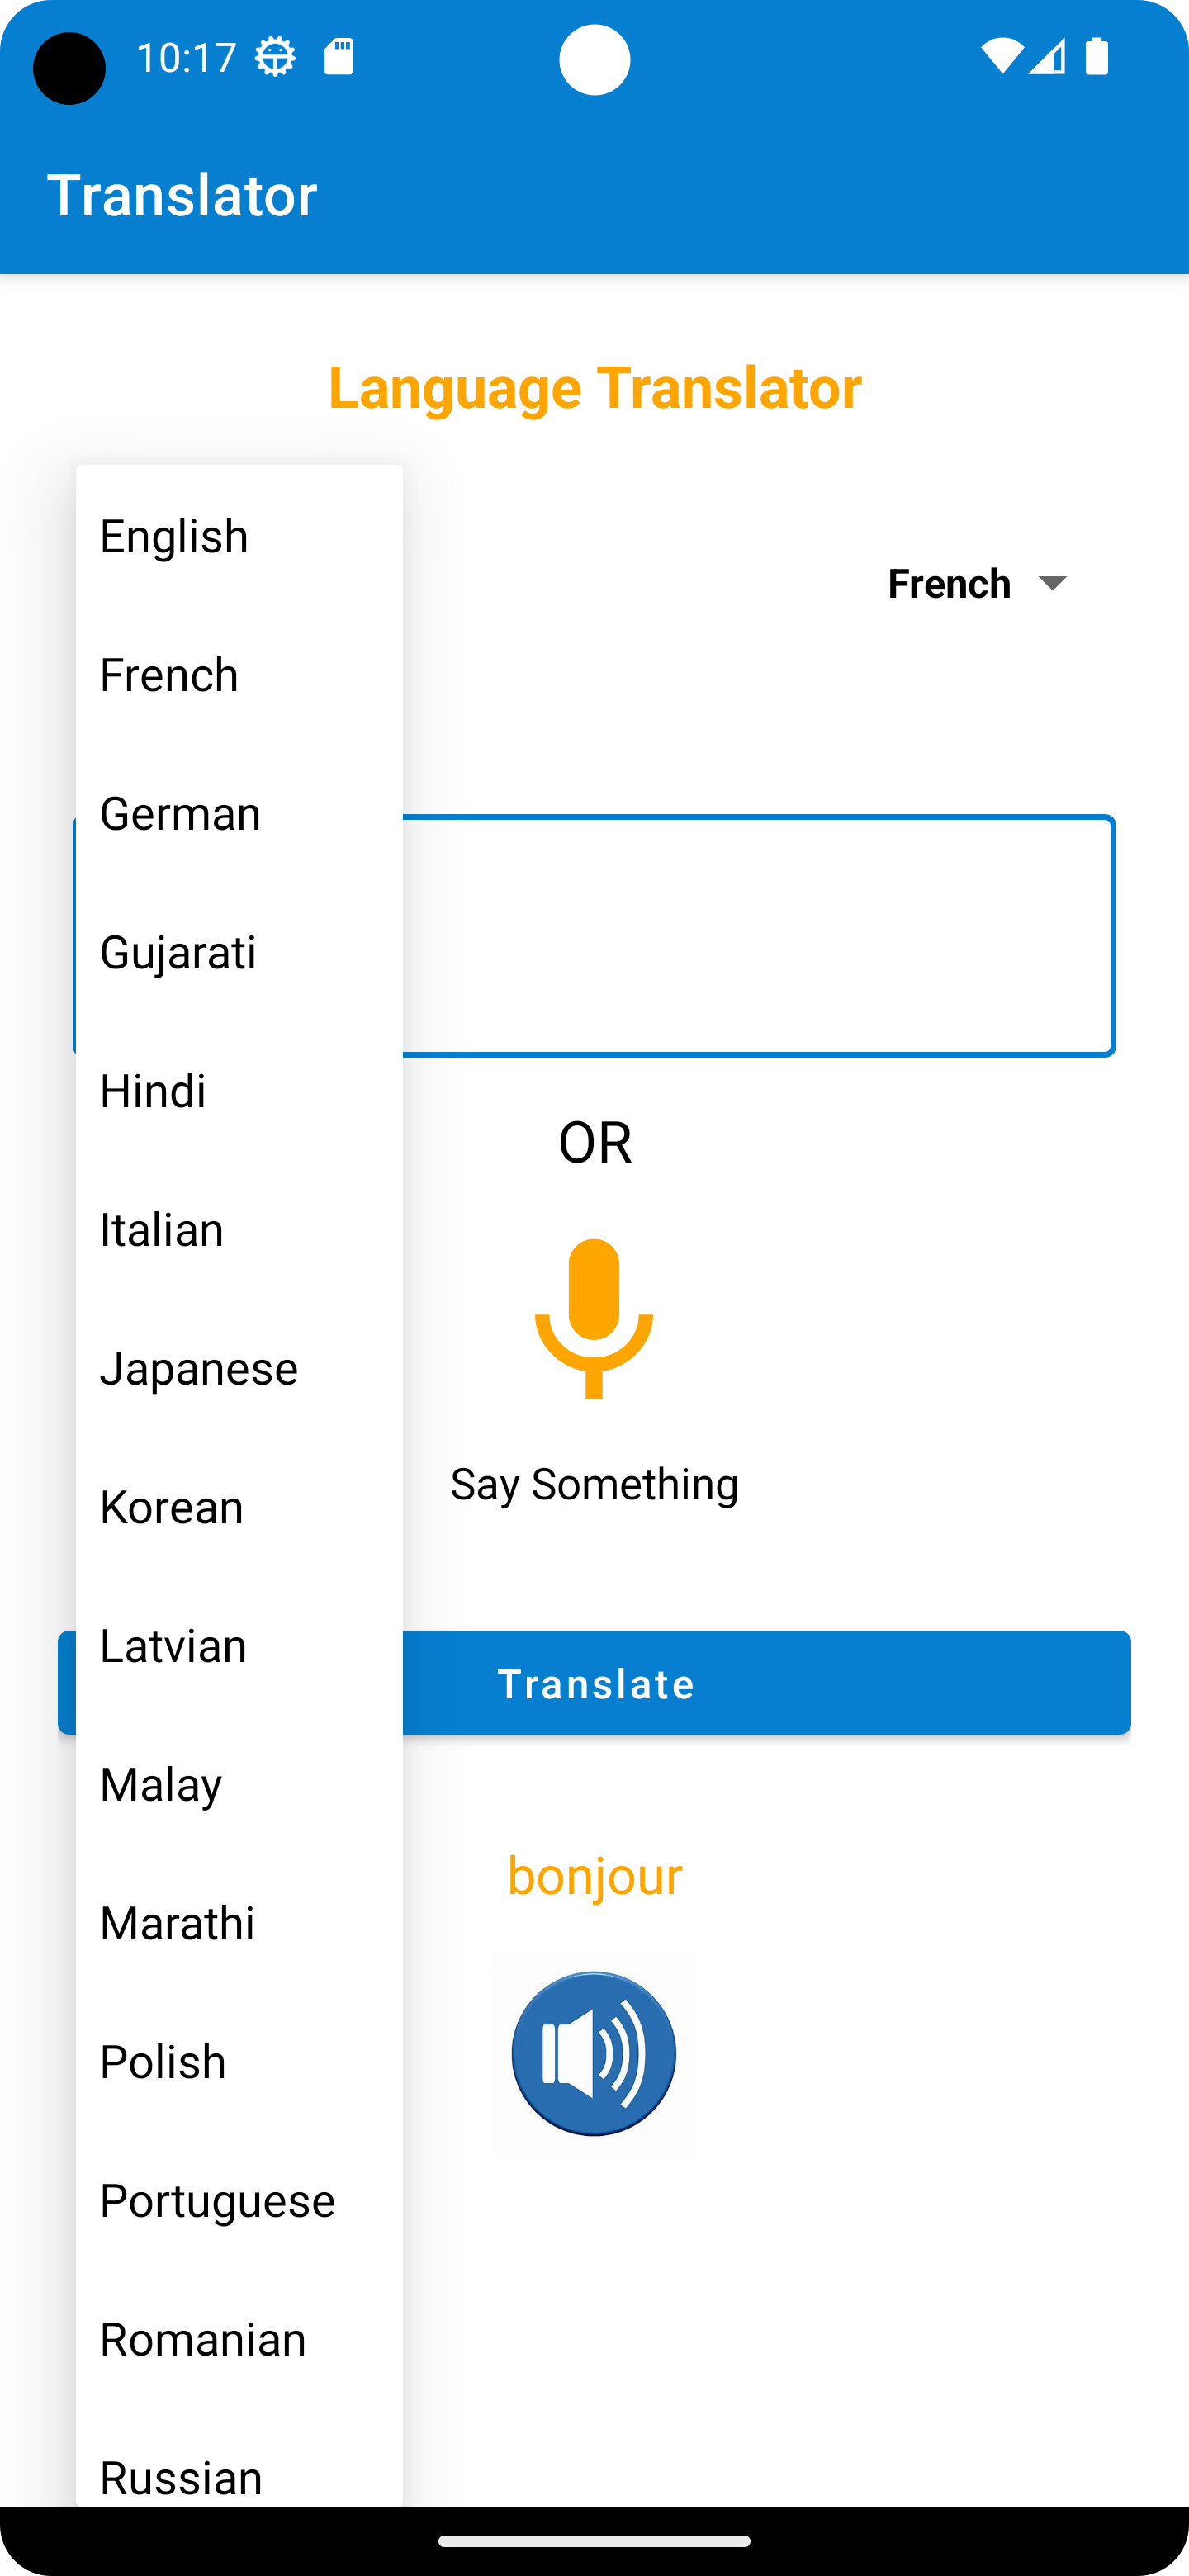 10:17
Translator
Language Translator
English
French
French
German
Gujarati
Hindi
OR
Italian
Japanese
Korean
Say Something
Latvian
Translate
Malay
bonjour
Marathi
Polish
Portuguese
Romanian
Russian